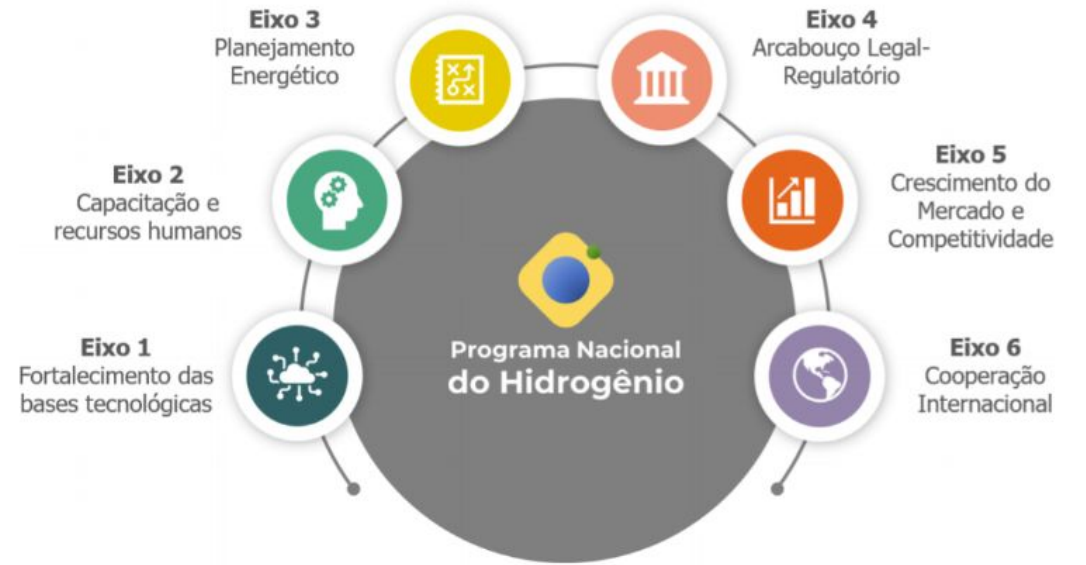 Eixo 1
Fortalecimento das
bases tecnológicas
Eixo 2
Capacitação e
recursos humanos
Eixo 3
Planejamento
Energético
Eixo 4
Arcabouço Legal-
Regulatório
Eixo 5
Crescimento do
Mercado e
Competitividade
Eixo 6
Cooperação
Internacional
Programa Nacional
do Hidrogênio